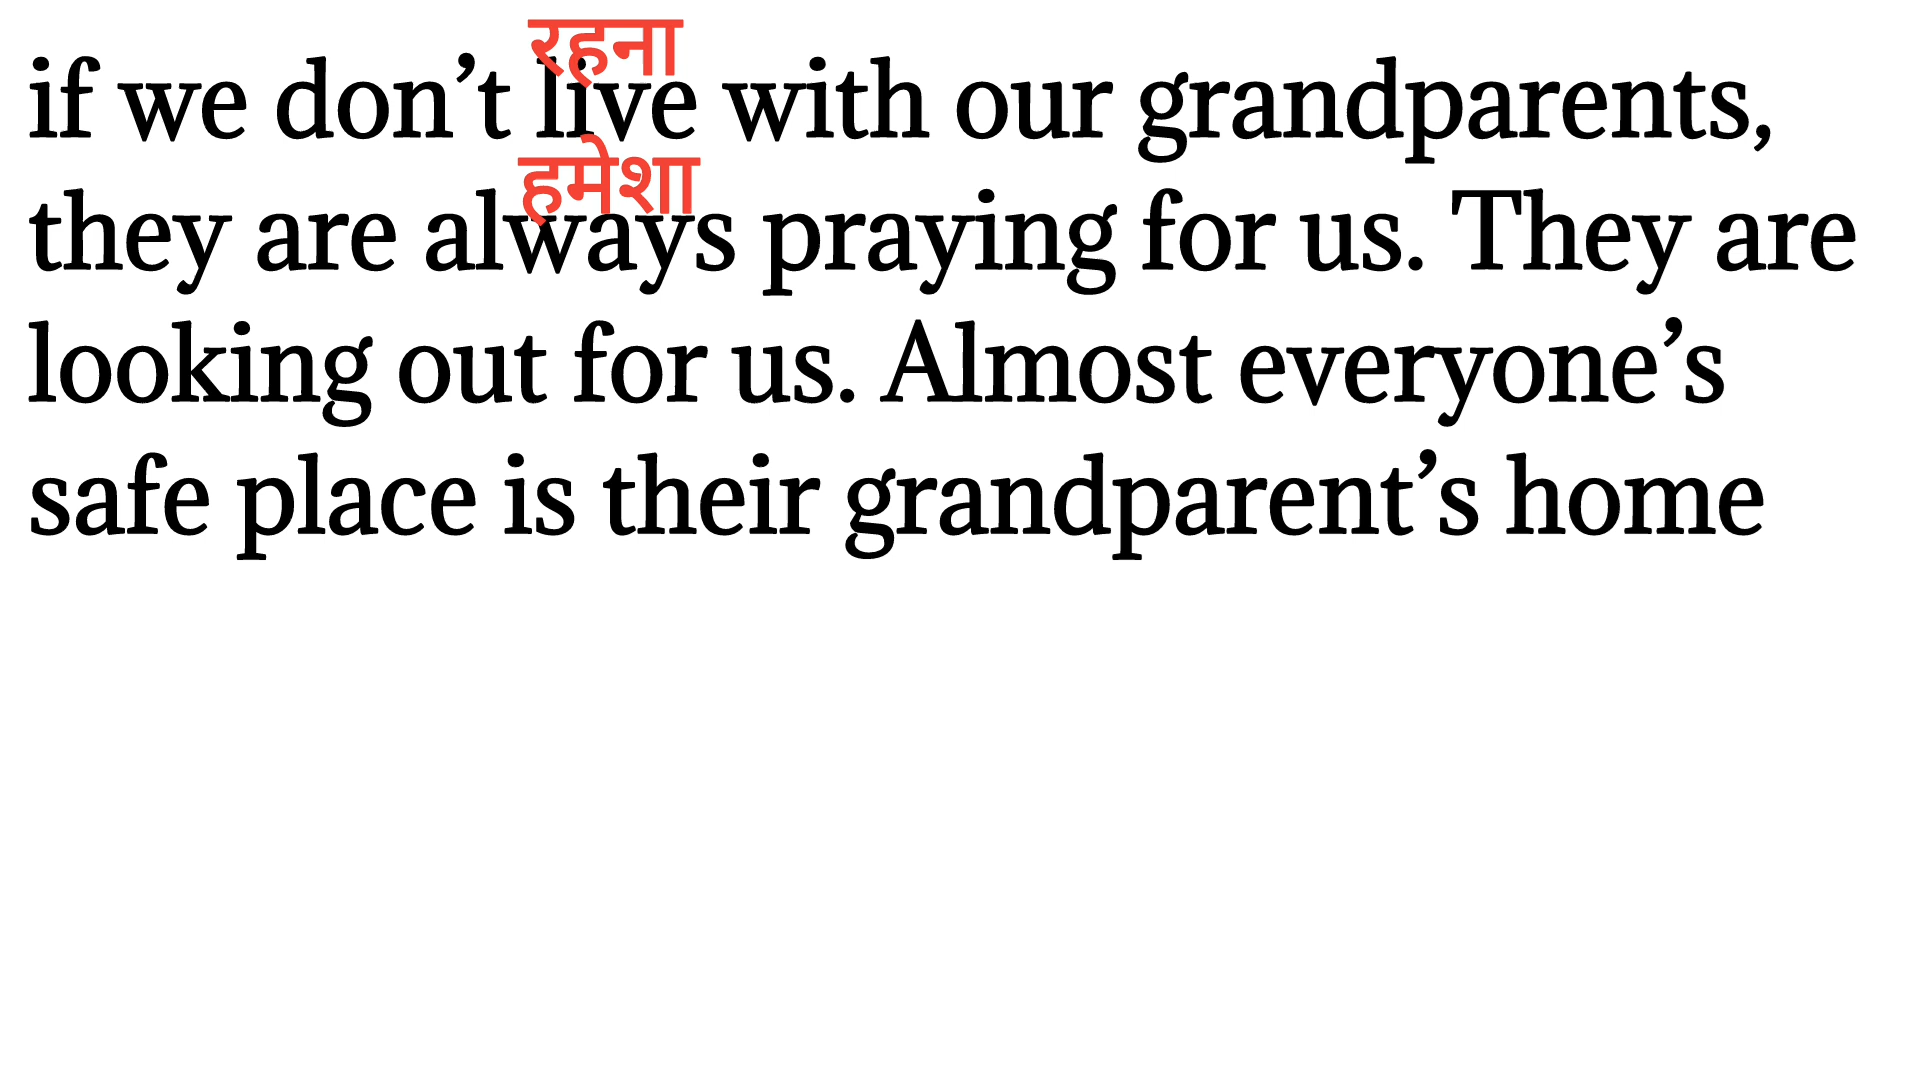 रहना
if we don’t live with our grandparents,
हमेशा
they are always praying for us. They are
looking out for us. Almost everyone’s
safe place is their grandparent’s home